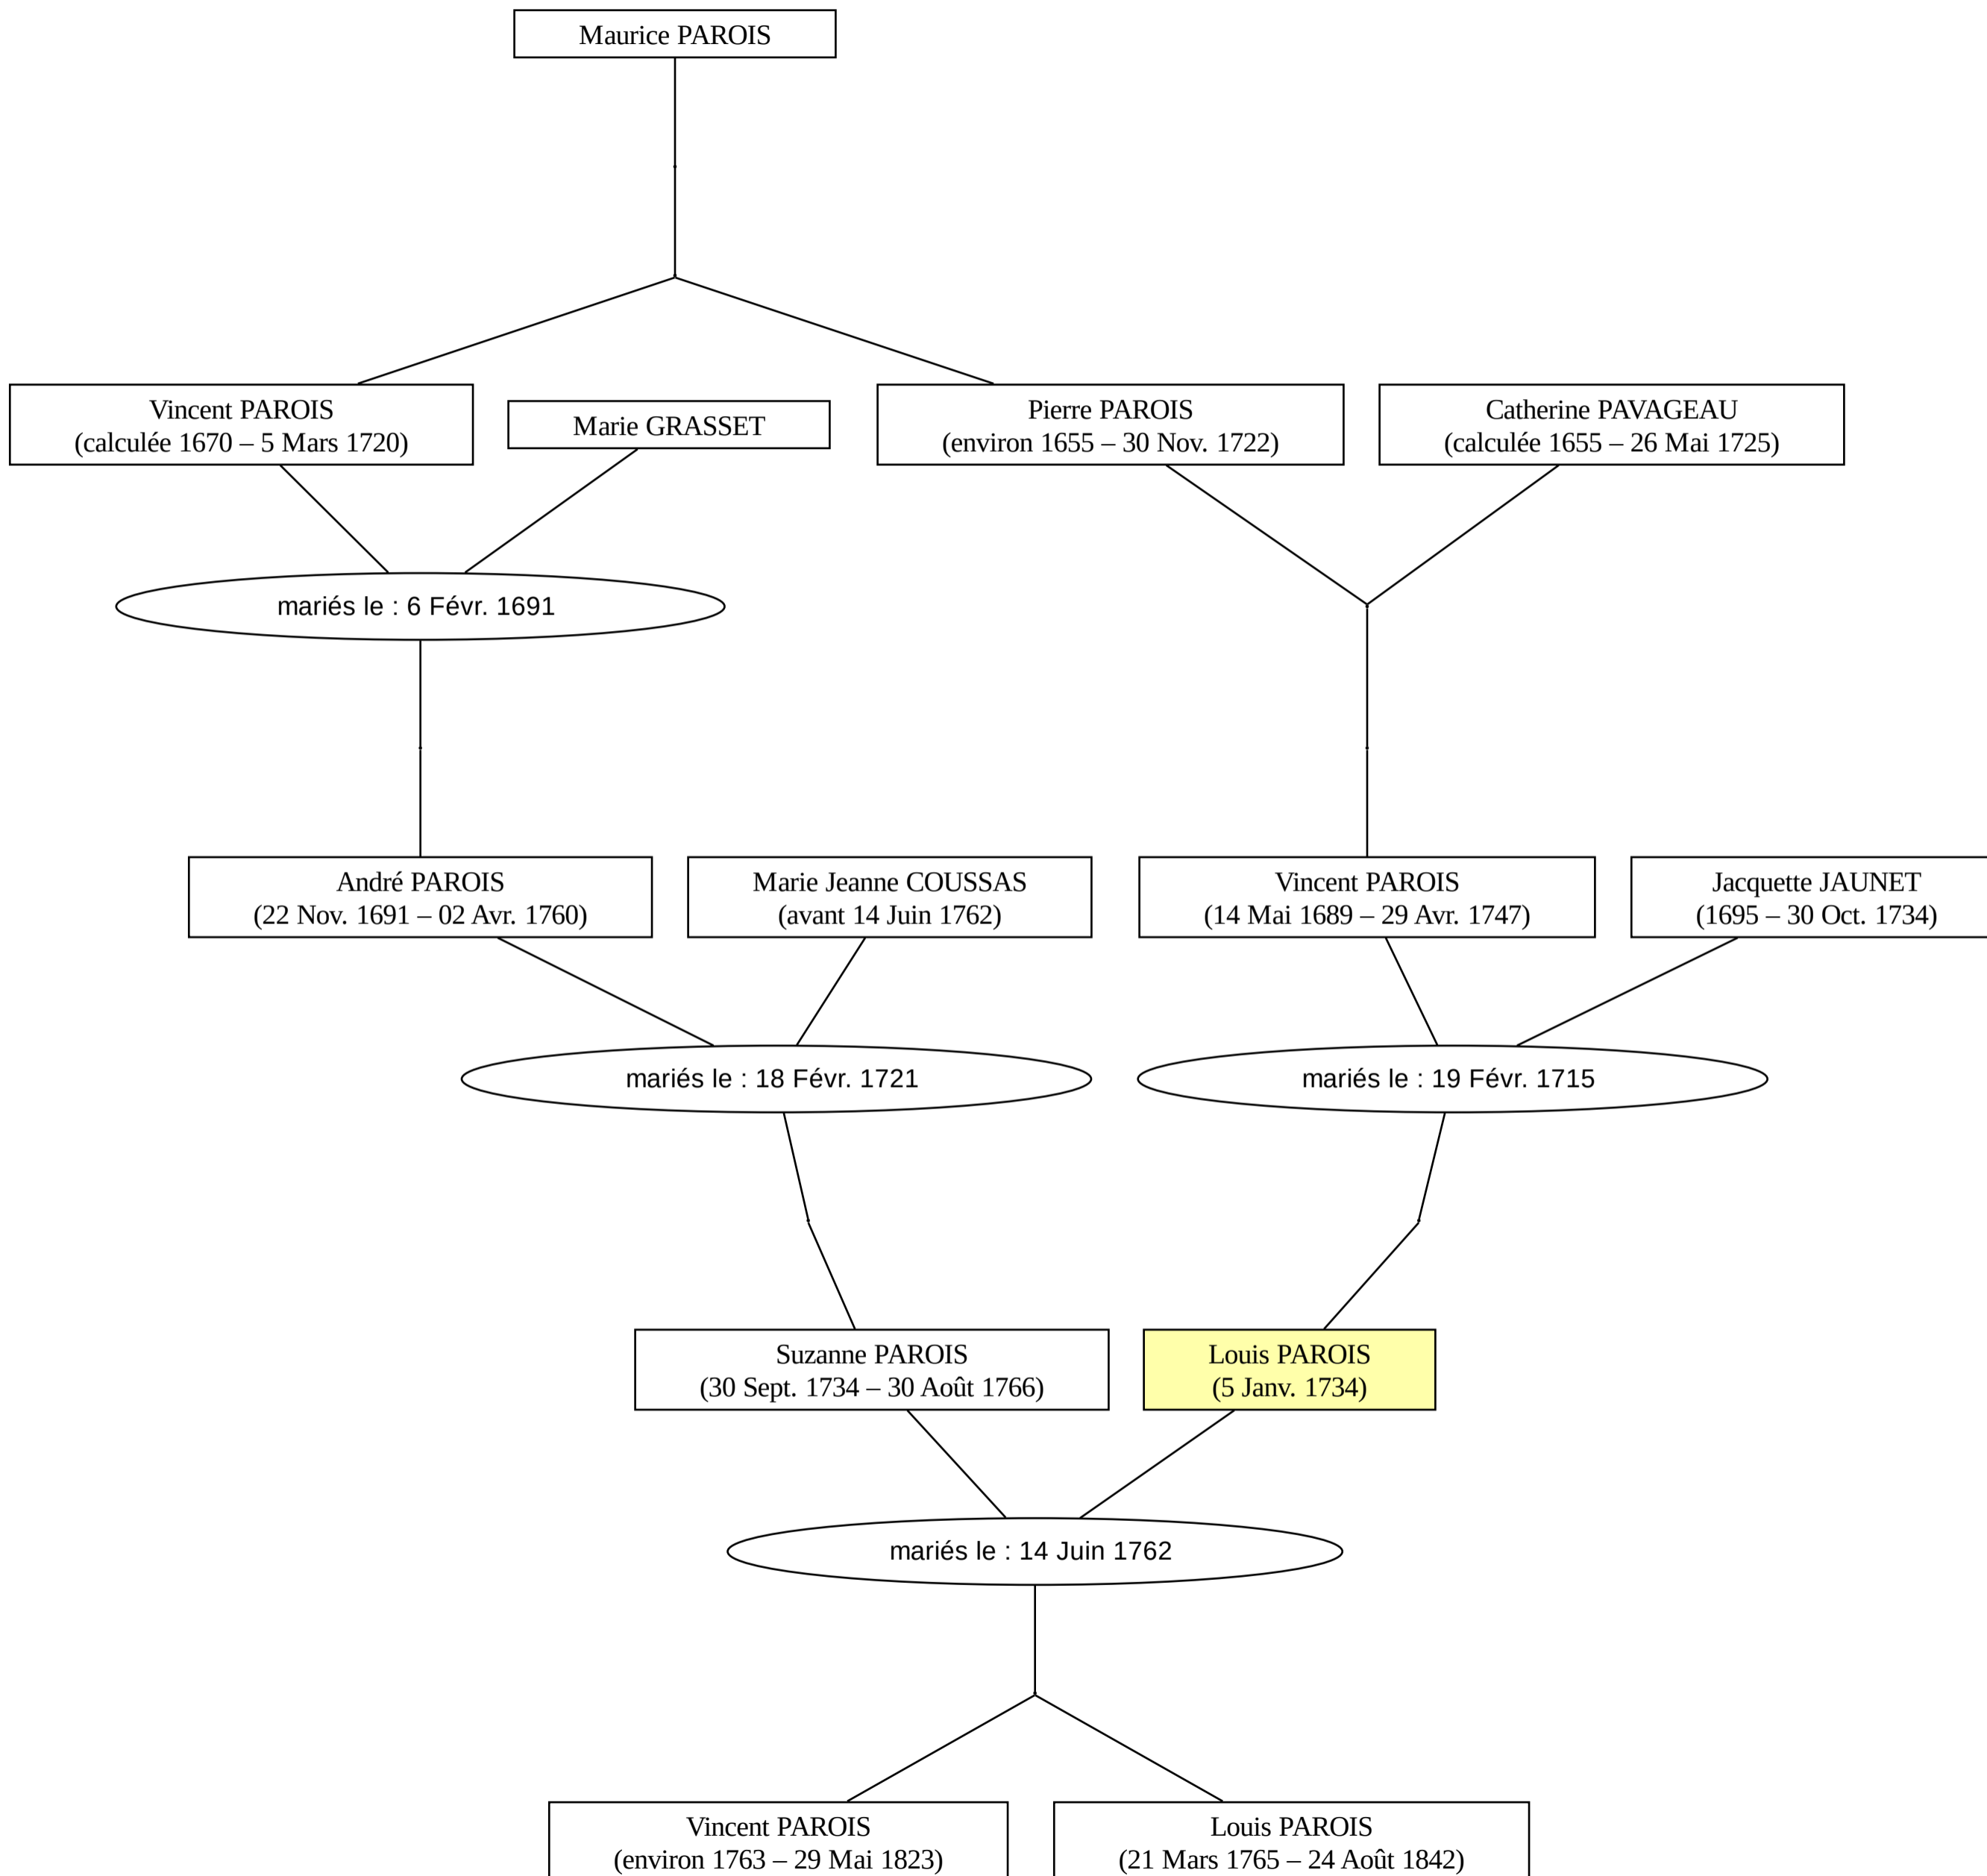 Maurice PAROIS
Vincent PAROIS
(calculée 1670 – 5 Mars 1720)
Marie GRASSET
Pierre PAROIS
(environ 1655 – 30 Nov. 1722)
Catherine PAVAGEAU
(calculée 1655 – 26 Mai 1725)
mariés le : 6 Févr. 1691
André PAROIS
(22 Nov. 1691 – 02 Avr. 1760)
Marie Jeanne COUSSAS
(avant 14 Juin 1762)
Vincent PAROIS
(14 Mai 1689 – 29 Avr. 1747)
Jacquette JAUNET
(1695 – 30 Oct. 1734)
mariés le : 18 Févr. 1721
mariés le : 19 Févr. 1715
Suzanne PAROIS
(30 Sept. 1734 – 30 Août 1766)
Louis PAROIS
(5 Janv. 1734)
mariés le : 14 Juin 1762
Vincent PAROIS
(environ 1763 – 29 Mai 1823)
Louis PAROIS
(21 Mars 1765 – 24 Août 1842)